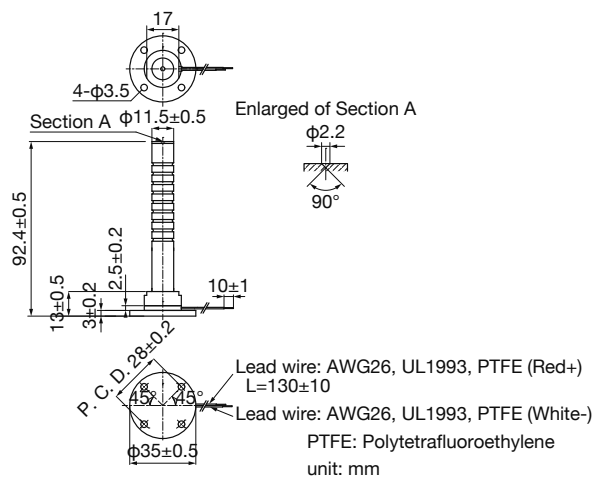 17
4-ϕ3.5
ϕ11.5±0.5
Section A
Enlarged of Section A
ϕ2.2
90°
92.4±0.5
13±0.5
3±0.2
2.5±0.2
10±1
P. C. D. 28±0.2
45°
45°
ϕ35±0.5
Lead wire: AWG26, UL1993, PTFE (Red+)
L=130±10
Lead wire: AWG26, UL1993, PTFE (White-)
PTFE: Polytetrafluoroethylene
unit: mm